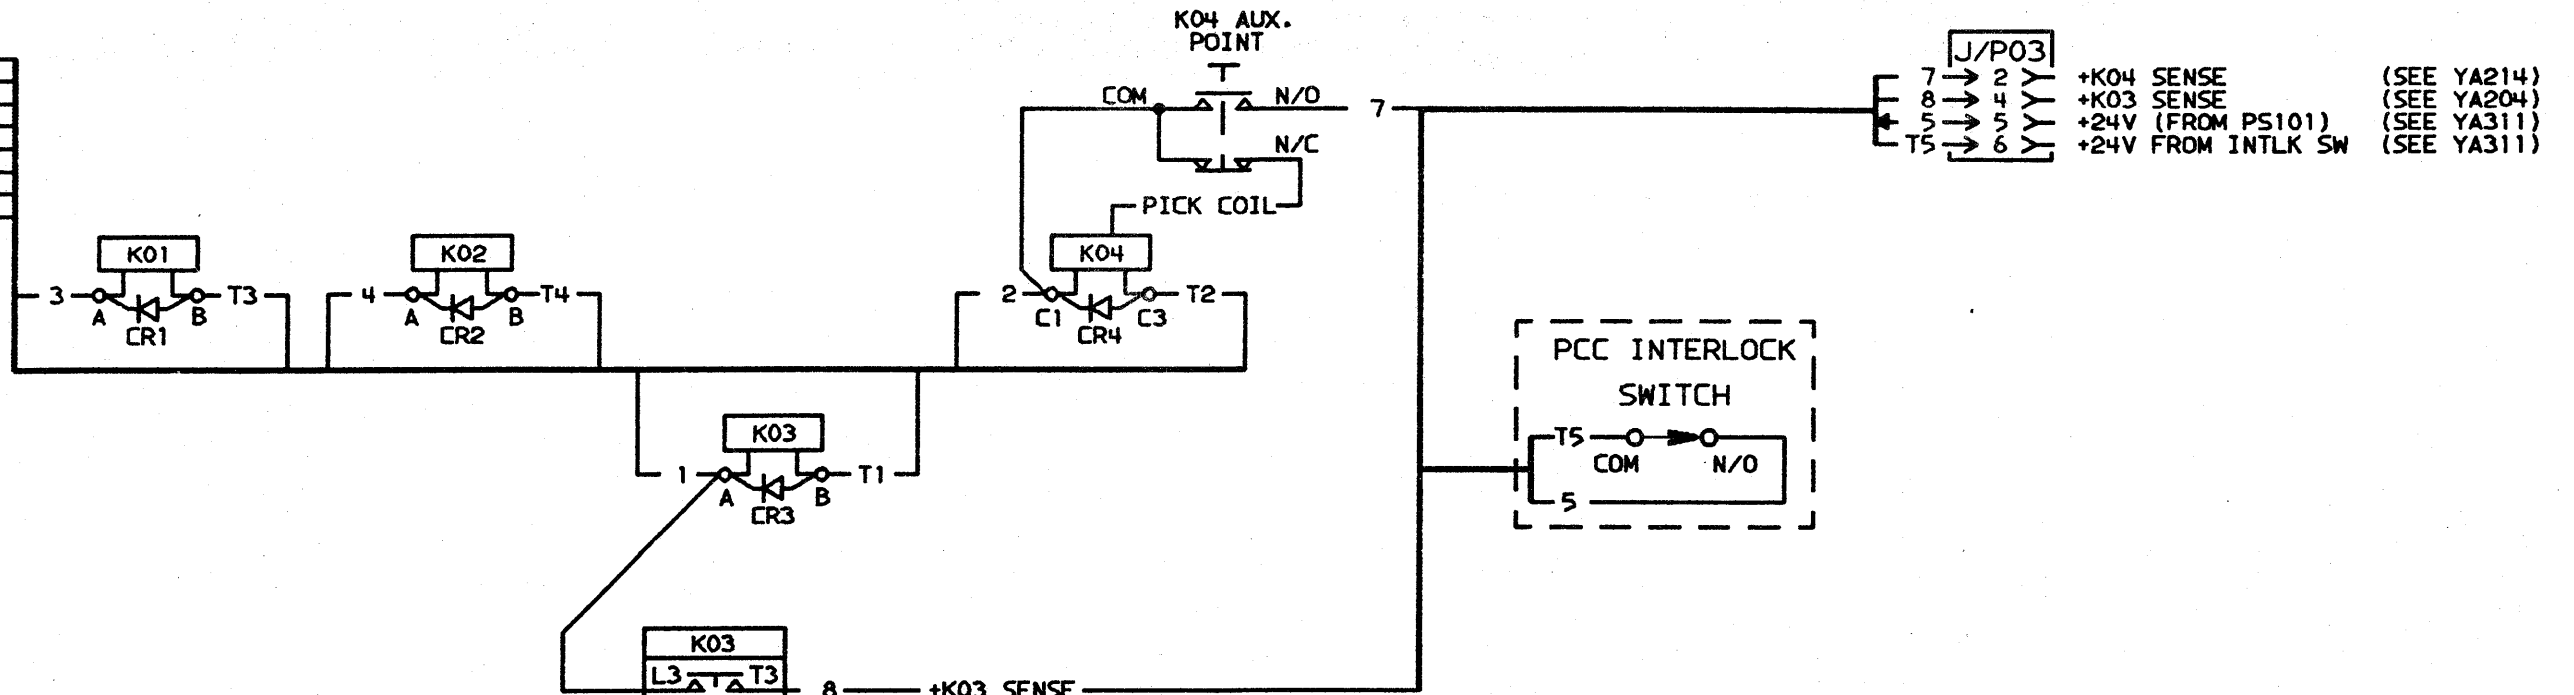 K04 AUX.
POINT
J/P03
7 2 +K04 SENSE (SEE YA214)
COM N/O 7 8 4 +K03 SENSE (SEE YA204)
5 5 +24V (FROM PS101) (SEE YA311)
N/C T5 6 +24V FROM INTLK SW (SEE YA311)
PICK COIL
K01 K02 K04
3 T3 4 T4 2 T2
A B A B C1 C3
CR1 CR2 CR4
PCC INTERLOCK
SWITCH
K03 T5
COM N/O
1 T1
A B 5
CR3
K03
L3 T3
8 +K03 SENSE